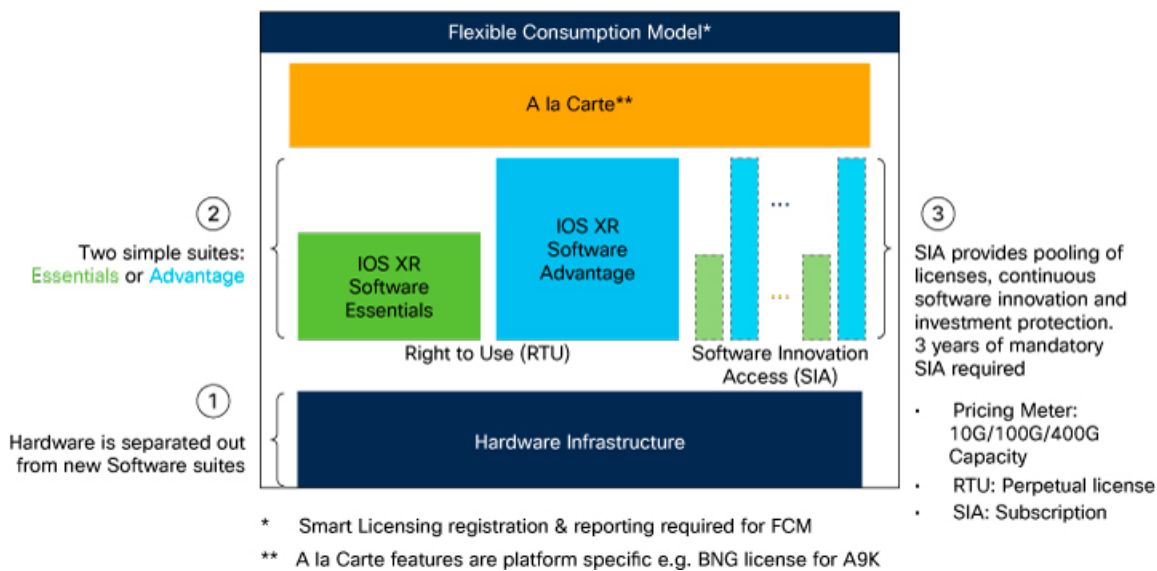 Flexible Consumption Model*
A la Carte**
2
Two simple suites:
Essentials or Advantage
IOS XR
Software
Essentials
IOS XR
Software
Advantage
...
...
Right to Use (RTU)
Software Innovation
Access (SIA)
3
SIA provides pooling of
licenses, continuous
software innovation and
investment protection.
3 years of mandatory
SIA required
• Pricing Meter:
10G/100G/400G
Capacity
• RTU: Perpetual license
• SIA: Subscription
1
Hardware is separated out
from new Software suites
Hardware Infrastructure
* Smart Licensing registration & reporting required for FCM
** A la Carte features are platform specific e.g. BNG license for A9K